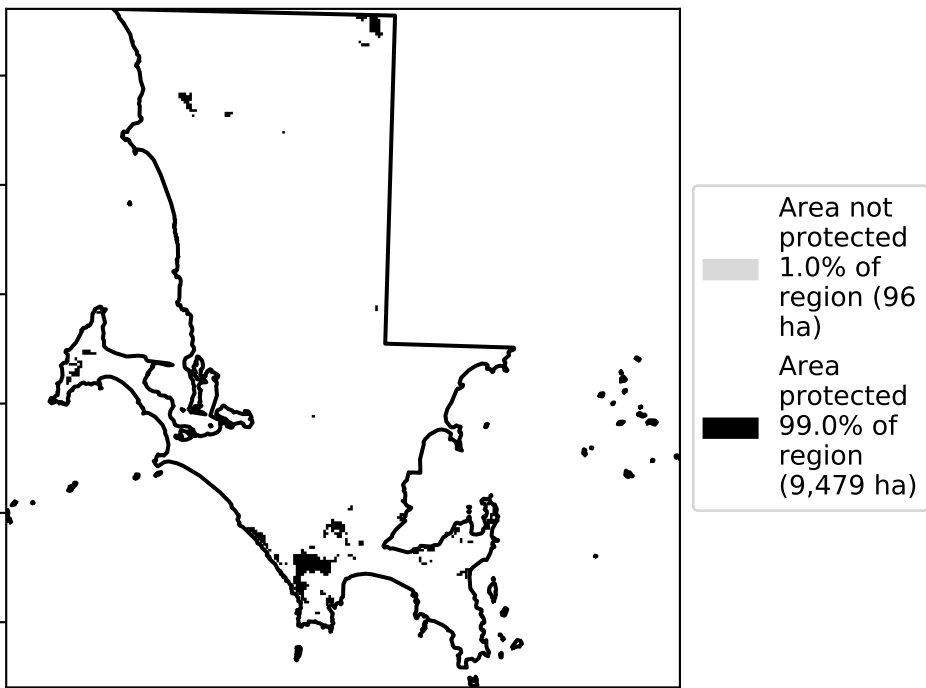 Area not
protected
1.0% of
region (96
ha)
Area
protected
99.0% of
region
(9,479 ha)